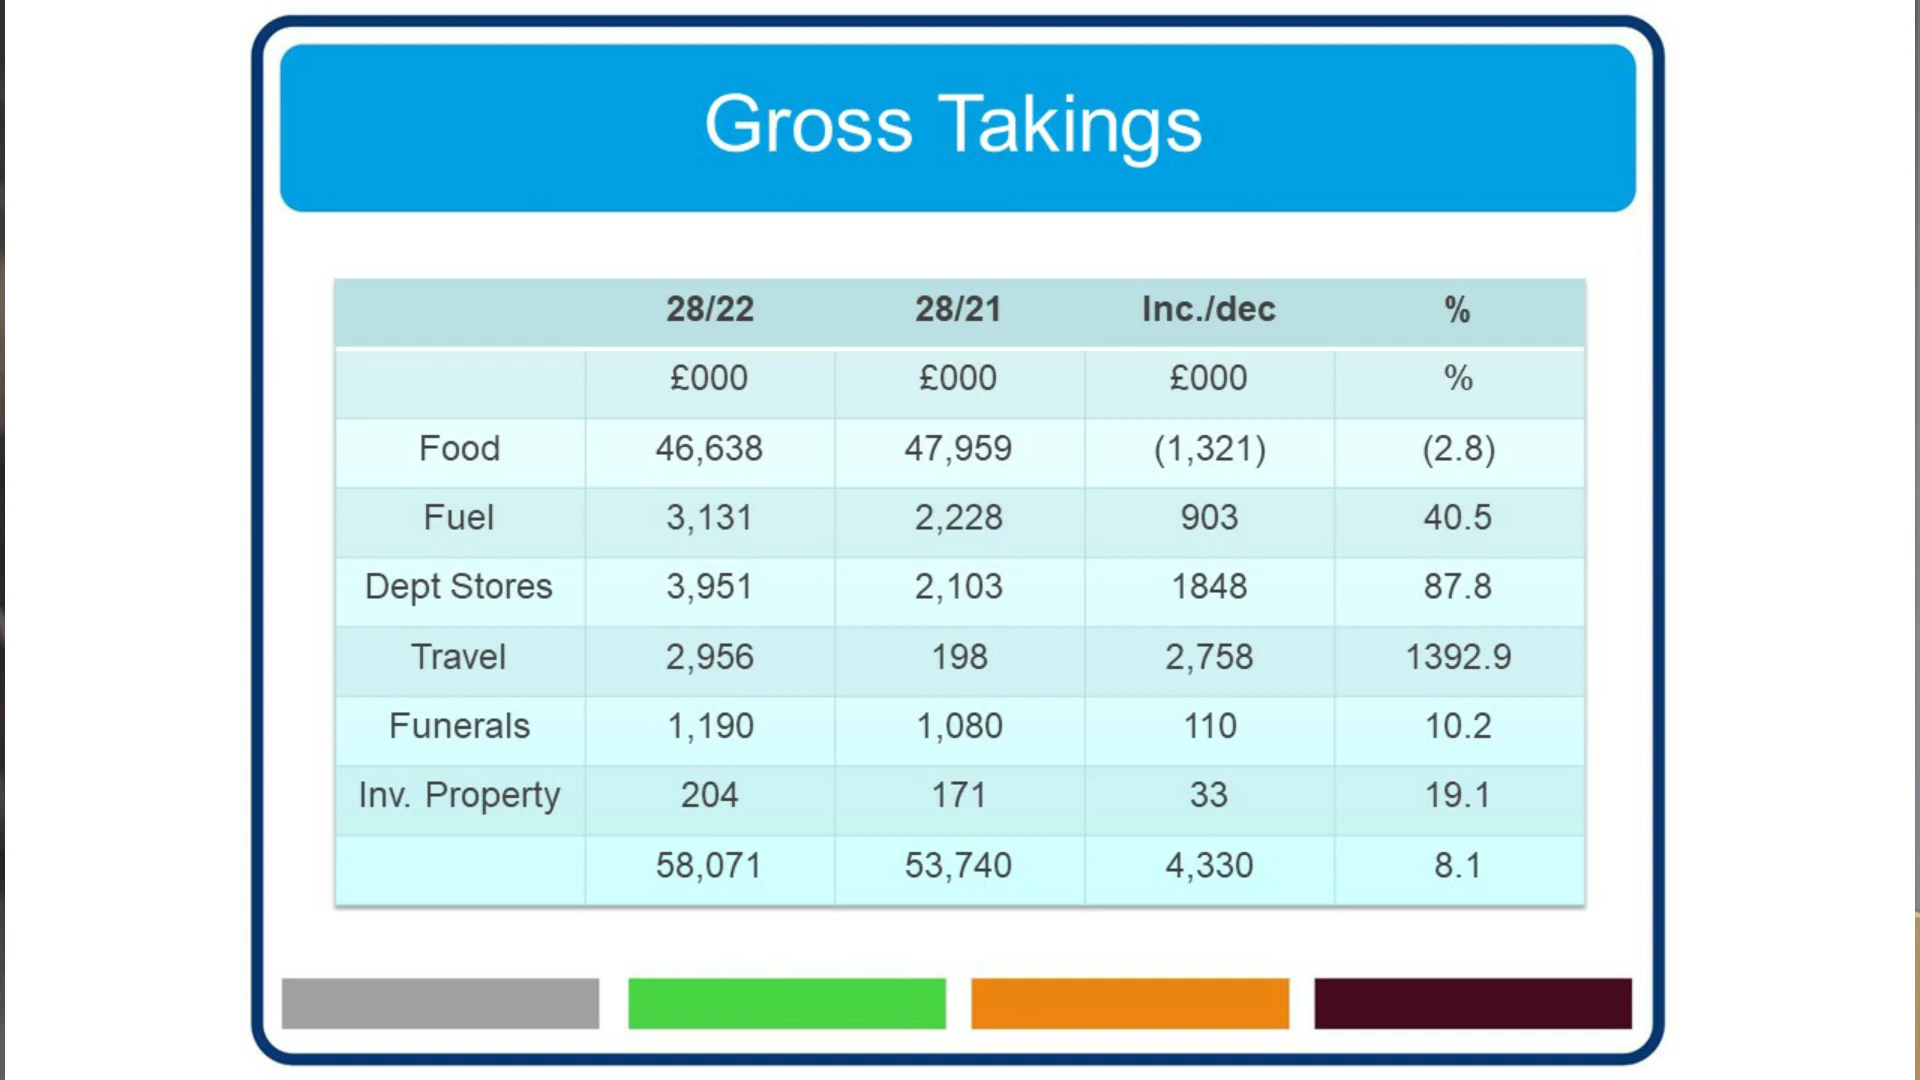 Gross Takings
28/22 28/21 Inc./dec %
£000 £000 £000 %
Food 46,638 47,959 (1,321) (2.8)
Fuel 3,131 2,228 903 40.5
Dept Stores 3,951 2,103 1848 87.8
Travel 2,956 198 2,758 1392.9
Funerals 1,190 1,080 110 10.2
Inv. Property 204 171 33 19.1
58,071 53,740 4,330 8.1